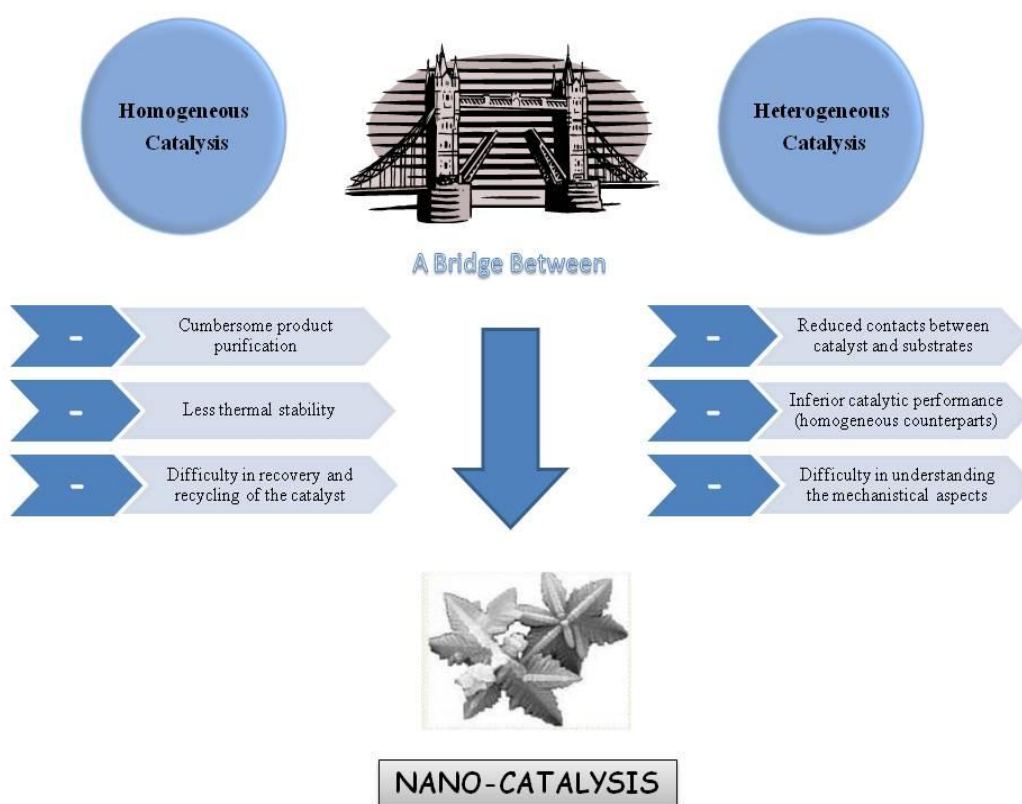 Homogeneous
Catalysis
Heterogeneous
Catalysis
A Bridge Between
-
Cumbersome product
purification
-
Less thermal stability
-
Difficulty in recovery and
recycling of the catalyst
-
Reduced contacts between
catalyst and substrates
-
Inferior catalytic performance
(homogeneous counterparts)
-
Difficulty in understanding
the mechanistical aspects
NANO-CATALYSIS